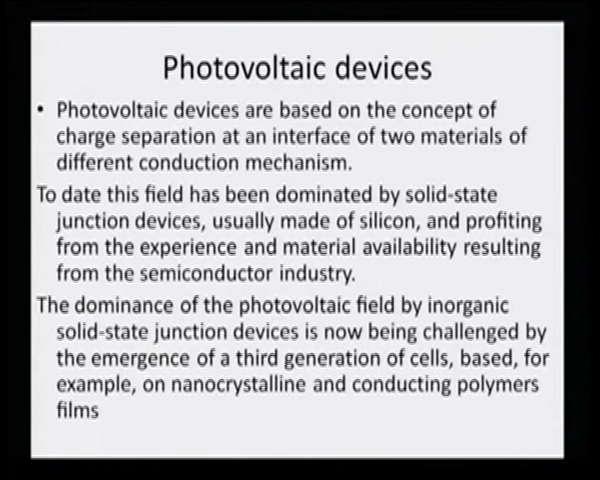 Photovoltaic devices
• Photovoltaic devices are based on the concept of
charge separation at an interface of two materials of
different conduction mechanism.
To date this field has been dominated by solid-state
junction devices, usually made of silicon, and profiting
from the experience and material availability resulting
from the semiconductor industry.
The dominance of the photovoltaic field by inorganic
solid-state junction devices is now being challenged by
the emergence of a third generation of cells, based, for
example, on nanocrystalline and conducting polymers
films